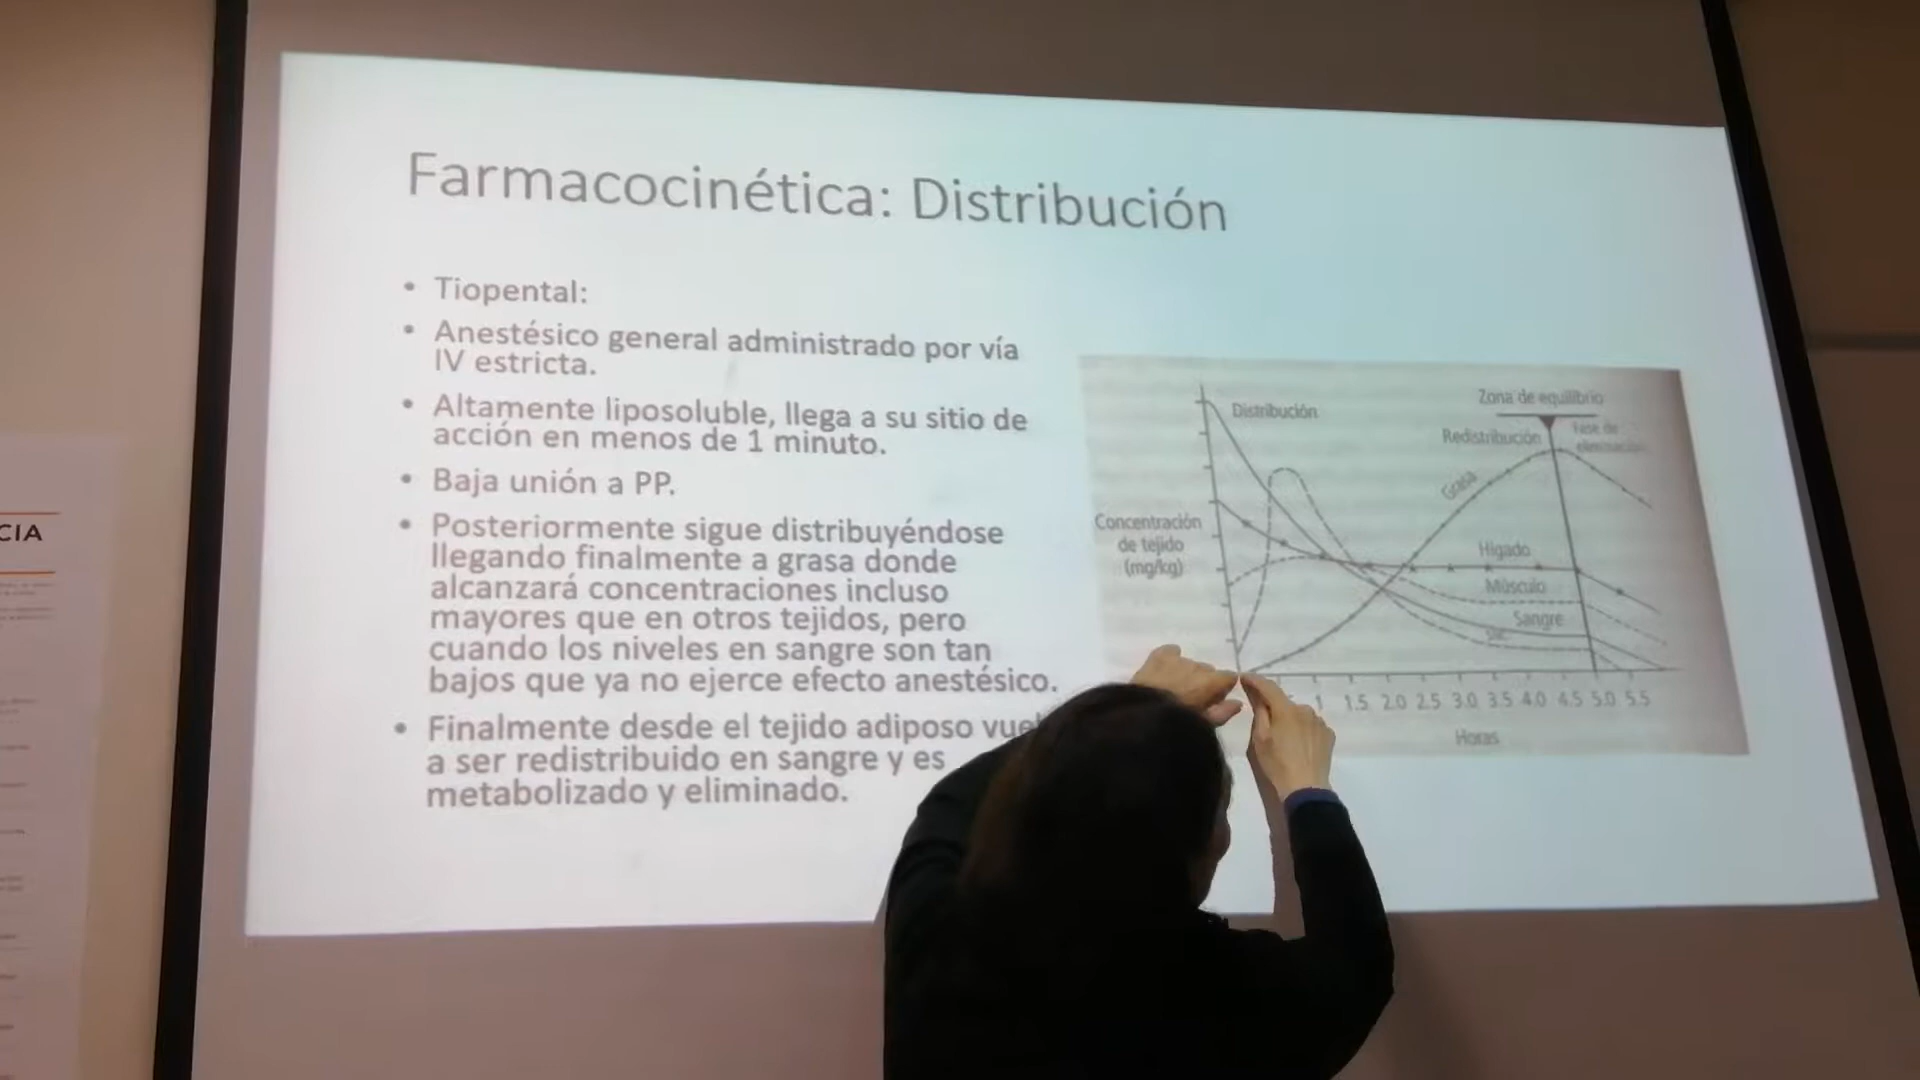 Farmacocinética: Distribución
• Tiopental:
• Anestésico general administrado por vía
IV estricta.
• Altamente liposoluble, llega a su sitio de
acción en menos de 1 minuto.
• Baja unión a PP.
• Posteriormente sigue distribuyéndose
llegando finalmente a grasa donde
alcanzará concentraciones incluso
mayores que en otros tejidos, pero
cuando los niveles en sangre son tan
bajos que ya no ejerce efecto anestésico.
• Finalmente desde el tejido adiposo
a ser redistribuido en sangre y es
metabolizado y eliminado.
Distribución
Zona de equilibrio
Redistribución
Fase de
eliminación
Grasa
Concentración
de tejido
(mg/kg)
Hígado
Músculo
Sangre
1 1.5 2.0 2.5 3.0 3.5 4.0 4.5 5.0 5.5
Horas
CIA